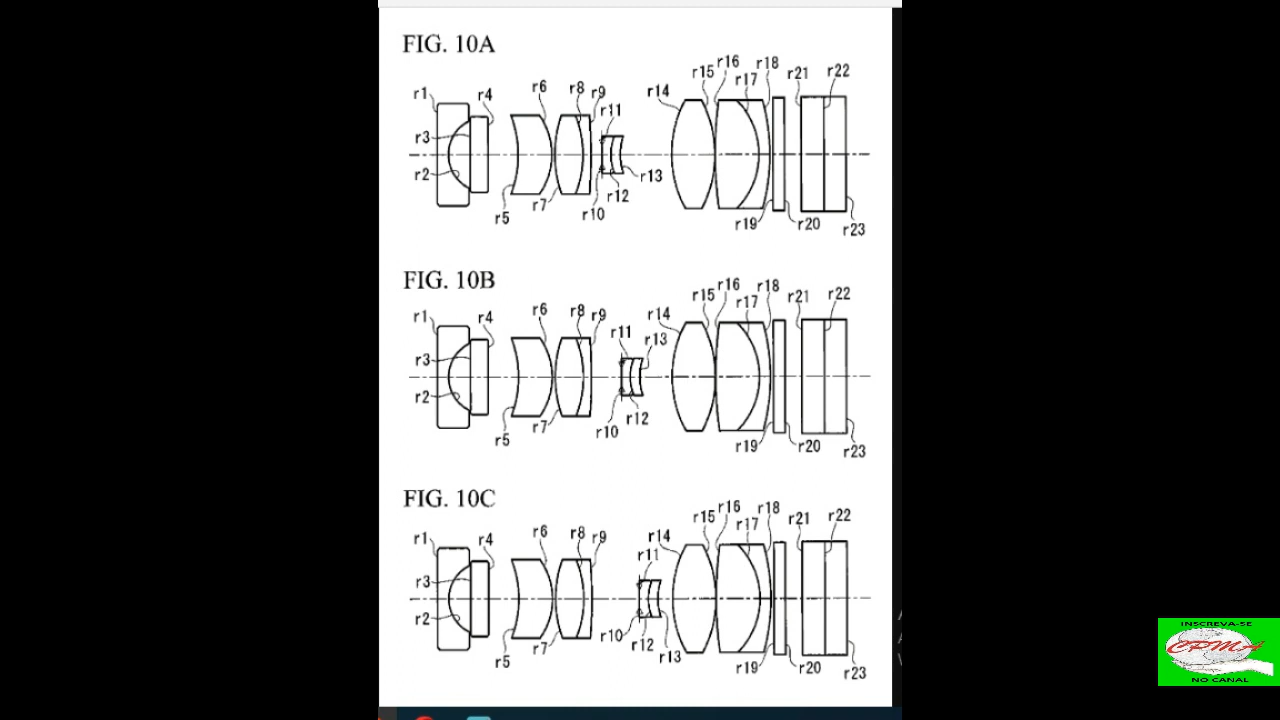 FIG. 10A
r1 r4 r6 r8 r9 r11 r14 r15 r16 r17 r18 r21 r22
r3
r2
r5 r7 r10 r12 r13 r19 r20 r23
FIG. 10B
r1 r4 r6 r8 r9 r11 r13 r14 r15 r16 r17 r18 r21 r22
r3
r2
r5 r7 r10 r12 r19 r20 r23
FIG. 10C
r1 r4 r6 r8 r9 r11 r14 r15 r16 r17 r18 r21 r22
r3
r2
r5 r7 r10 r12 r13 r19 r20 r23
INSCREVA-SE
CPMA
NO CANAL